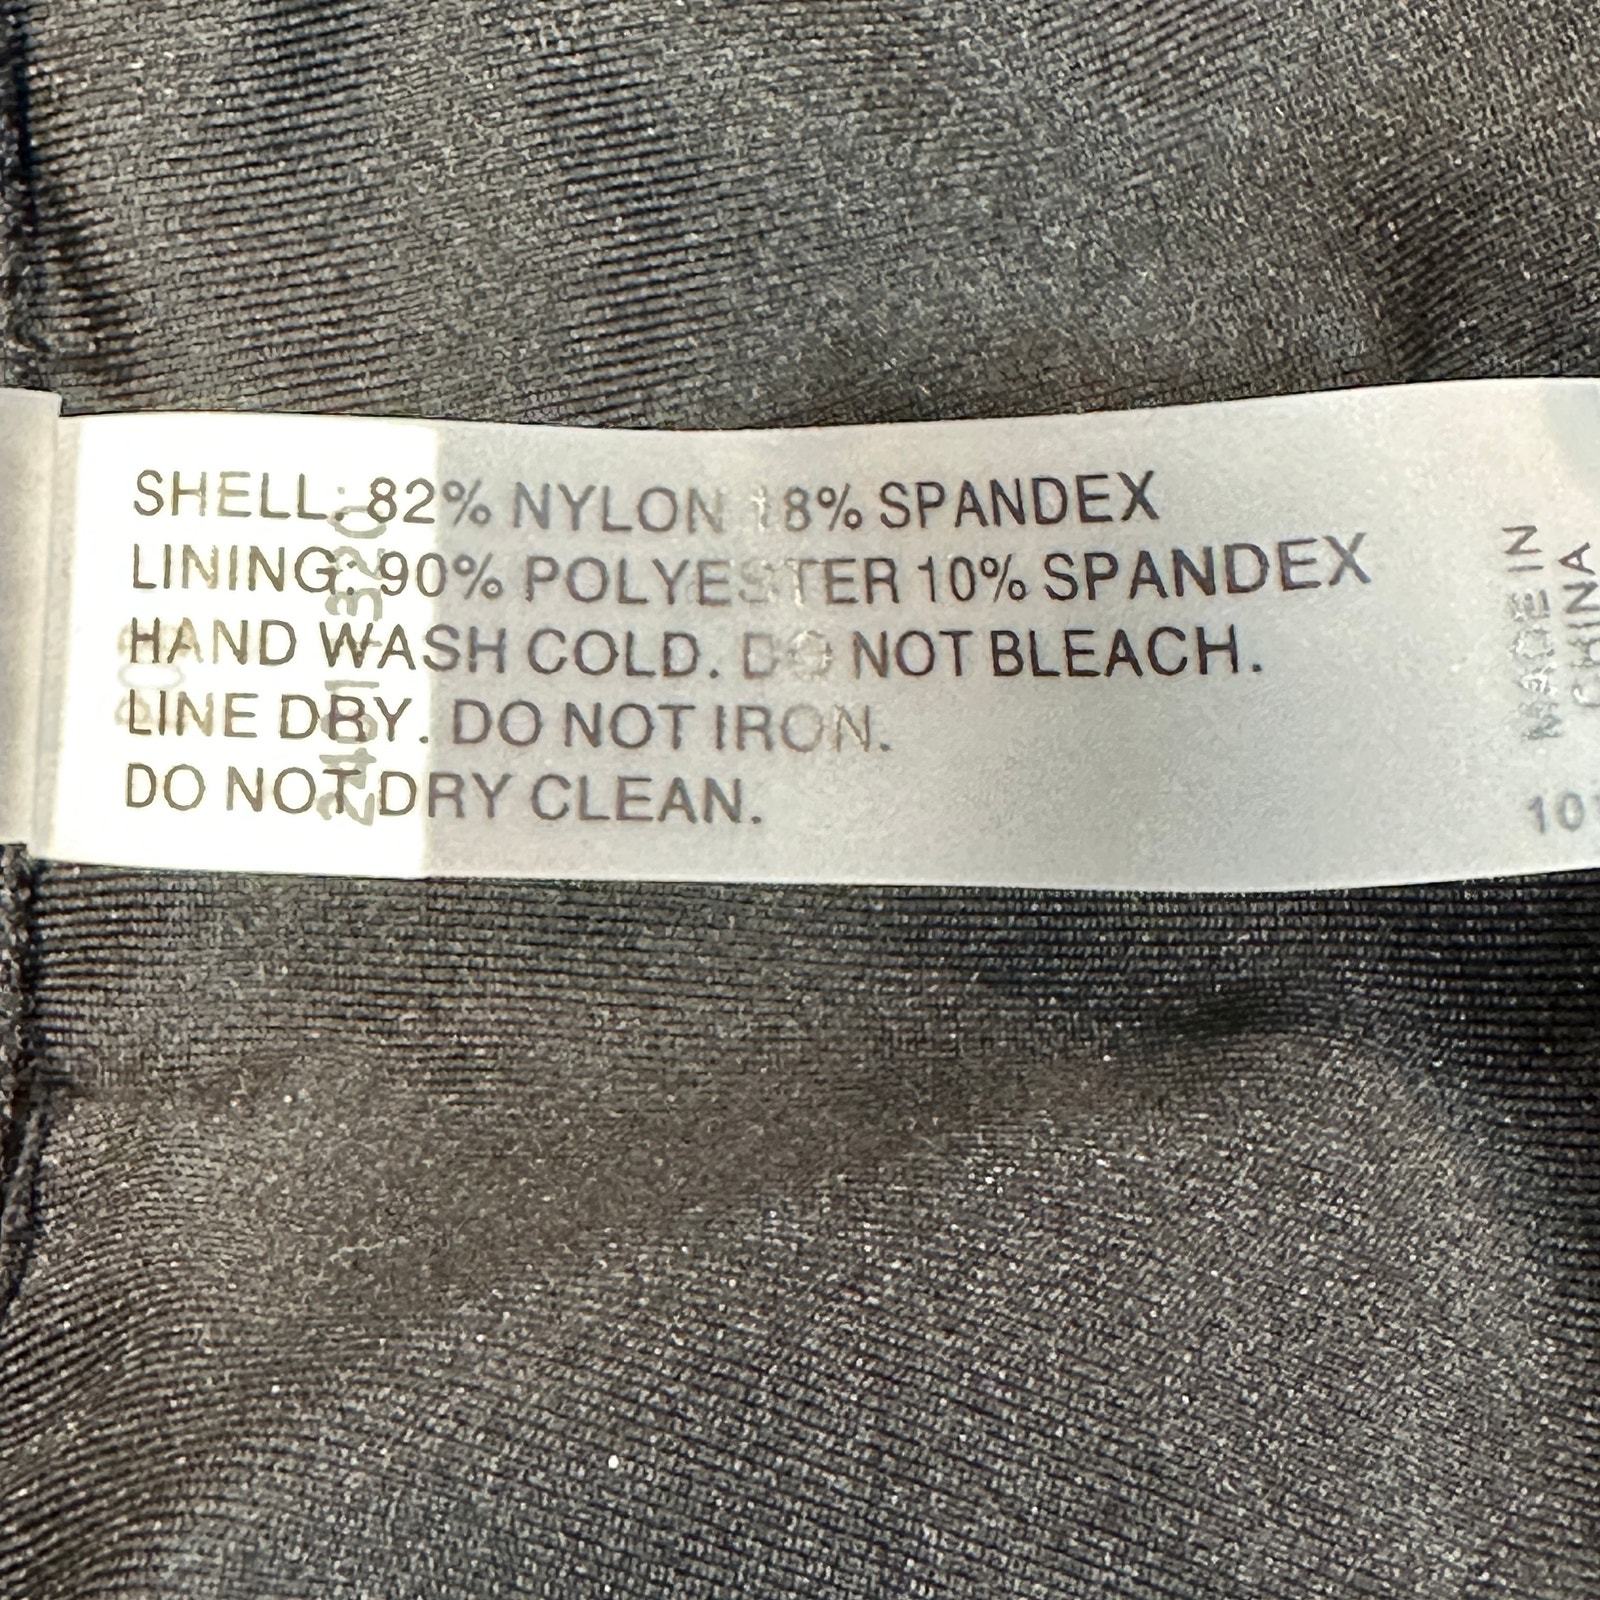 SHELL: 82% NYLON 18% SPANDEX
LINING: 90% POLYESTER 10% SPANDEX
HAND WASH COLD. DO NOT BLEACH.
LINE DRY. DO NOT IRON.
DO NOT DRY CLEAN.
MADE IN
CHINA